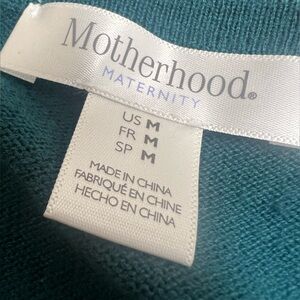 Motherhood®
MATERNITY
US M
FR M
SP M
MADE IN CHINA
FABRIQUÉ EN CHINE
HECHO EN CHINA